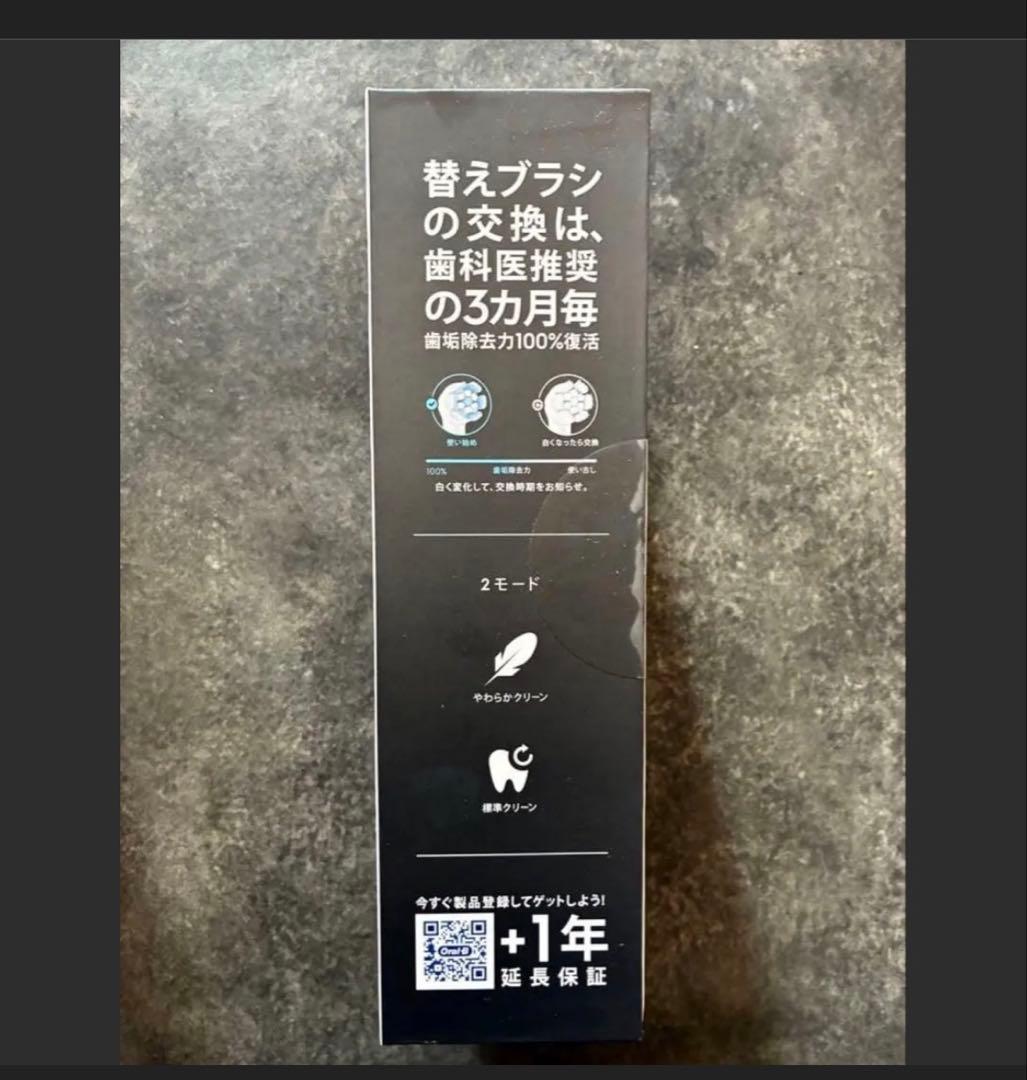 替えブラシ
の交換は、
歯科医推奨
の3カ月毎
歯垢除去力100%復活
使い始め
白くなったら交換
100%
歯垢除去力
使い古し
白く変化して、交換時期をお知らせ。
2モード
やわらかクリーン
標準クリーン
今すぐ製品登録してゲットしよう!
Oral-B
+1年
延長保証